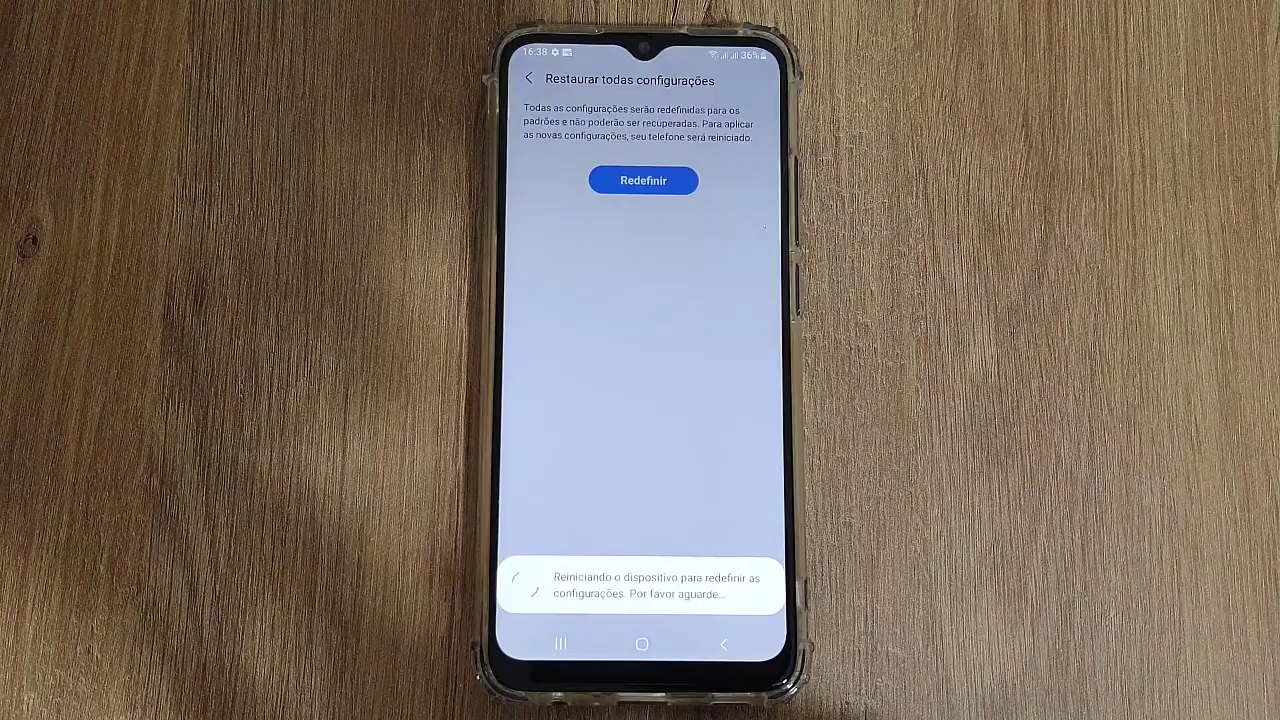 16:38
36%
Restaurar todas configurações
Todas as configurações serão redefinidas para os
padrões e não poderão ser recuperadas. Para aplicar
as novas configurações, seu telefone será reiniciado.
Redefinir
Reiniciando o dispositivo para redefinir as
configurações. Por favor aguarde...